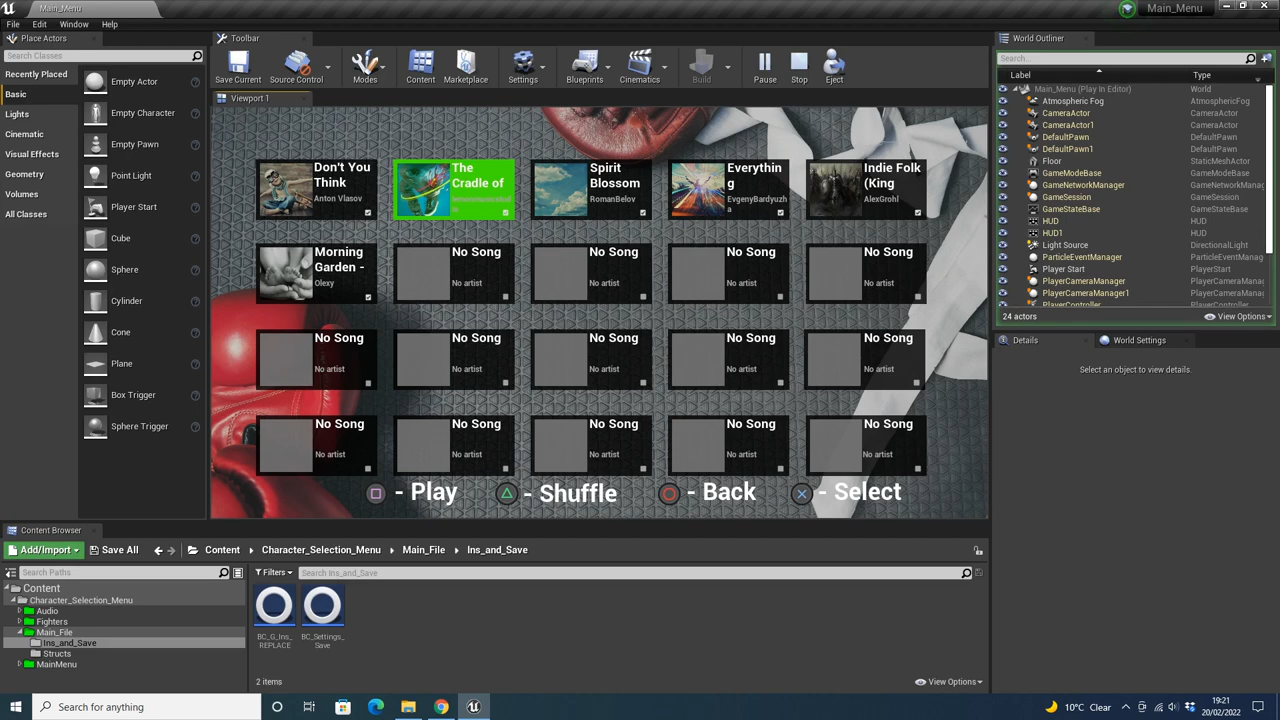 Main_Menu
Main_Menu
File Edit Window Help
Place Actors
Search Classes
Recently Placed
Basic
Lights
Cinematic
Visual Effects
Geometry
Volumes
All Classes
Empty Actor
Empty Character
Empty Pawn
Point Light
Player Start
Cube
Sphere
Cylinder
Cone
Plane
Box Trigger
Sphere Trigger
Toolbar
Save Current Source Control Modes Content Marketplace Settings Blueprints Cinematics Build Pause Stop Eject
Viewport 1
Don't You
Think
Anton Vlasov
The
Cradle of
Spirit
Blossom
RomanBelov
Everythin
g
EvgenyBardyuzh
a
Indie Folk
(King
AlexGrohl
Morning
Garden -
Olexy
No Song
No artist
No Song
No artist
No Song
No artist
No Song
No artist
No Song
No artist
No Song
No artist
No Song
No artist
No Song
No artist
No Song
No artist
No Song
No artist
No Song
No artist
No Song
No artist
No Song
No artist
No Song
No artist
- Play - Shuffle - Back - Select
World Outliner
Search...
Label Type
Main_Menu (Play In Editor) World
Atmospheric Fog AtmosphericFog
CameraActor CameraActor
CameraActor1 CameraActor
DefaultPawn DefaultPawn
DefaultPawn1 DefaultPawn
Floor StaticMeshActor
GameModeBase GameModeBase
GameNetworkManager GameNetworkManag
GameSession GameSession
GameStateBase GameStateBase
HUD HUD
HUD1 HUD
Light Source DirectionalLight
ParticleEventManager ParticleEventManag
Player Start PlayerStart
PlayerCameraManager PlayerCameraManag
PlayerCameraManager1 PlayerCameraManag
PlayerController PlayerController
24 actors View Options
Details World Settings
Select an object to view details.
Content Browser
Add/Import Save All Content Character_Selection_Menu Main_File Ins_and_Save
Search Paths
Filters Search Ins_and_Save
Content
Character_Selection_Menu
Audio
Fighters
Main_File
Ins_and_Save
Structs
MainMenu
BC_G_Ins_
REPLACE
BC_Settings_
Save
2 items View Options
Search for anything
10°C Clear
19:21
20/02/2022